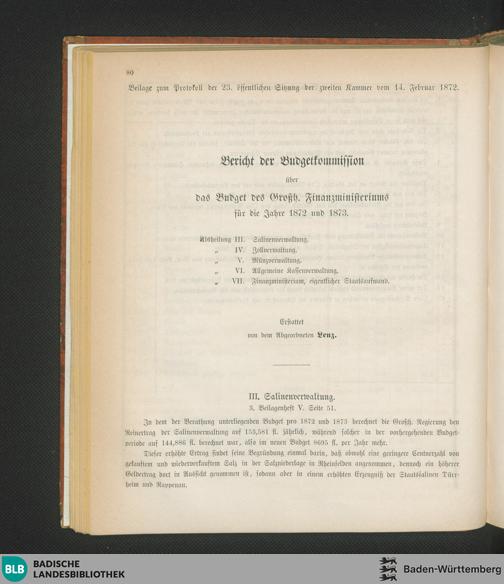 80
Beilage zum Protokoll der 23. öffentlichen Sitzung der zweiten Kammer vom 14. Februar 1872.
Bericht der Budgetkommission
über
das Budget des Großh. Finanzministeriums
für die Jahre 1872 und 1873.
Abtheilung III. Salinenverwaltung.
„ IV. Zollverwaltung.
„ V. Münzverwaltung.
„ VI. Allgemeine Kassenverwaltung.
„ VII. Finanzministerium, eigentlicher Staatsaufwand.
Erstattet
von dem Abgeordneten Lenz.
III. Salinenverwaltung.
3. Beilagenheft V. Seite 51.
In dem der Berathung unterliegenden Budget pro 1872 und 1873 berechnet die Großh. Regierung den
Reinertrag der Salinenverwaltung auf 153,581 fl. jährlich, während solcher in der vorhergehenden Budget-
periode auf 144,886 fl. berechnet war, also im neuen Budget 8695 fl. per Jahr mehr.
Dieser erhöhte Ertrag findet seine Begründung einmal darin, daß obwohl eine geringere Centnerzahl von
gekauftem und wiederverkauftem Salz in der Salzniederlage in Rheinfelden angenommen, dennoch ein höherer
Geldertrag dort in Aussicht genommen ist, sodann aber in einem erhöhten Erzeugniß der Staatssalinen Dürr-
heim und Rappenau.
BLB BADISCHE
LANDESBIBLIOTHEK
Baden-Württemberg